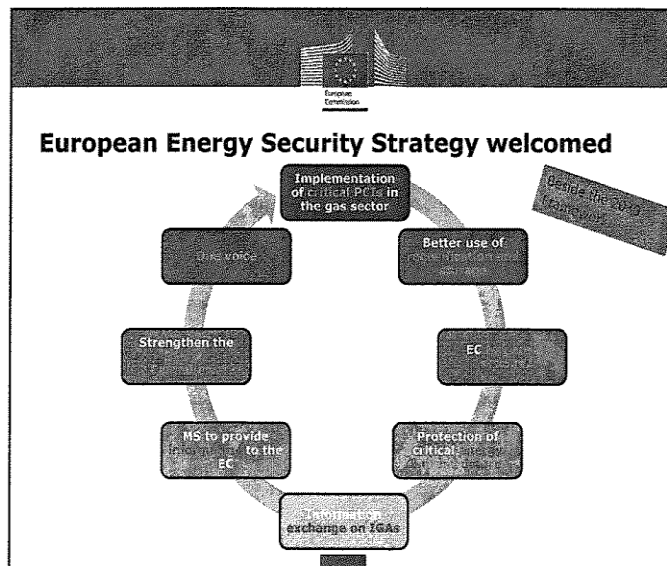 European
Commission
European Energy Security Strategy welcomed
Implementation
of critical PCIs in
the gas sector
Beside the 2030
framework
Better use of
EC
Protection of
critical energy
Information
exchange on IGAs
MS to provide
information to the
EC
Strengthen the
One voice